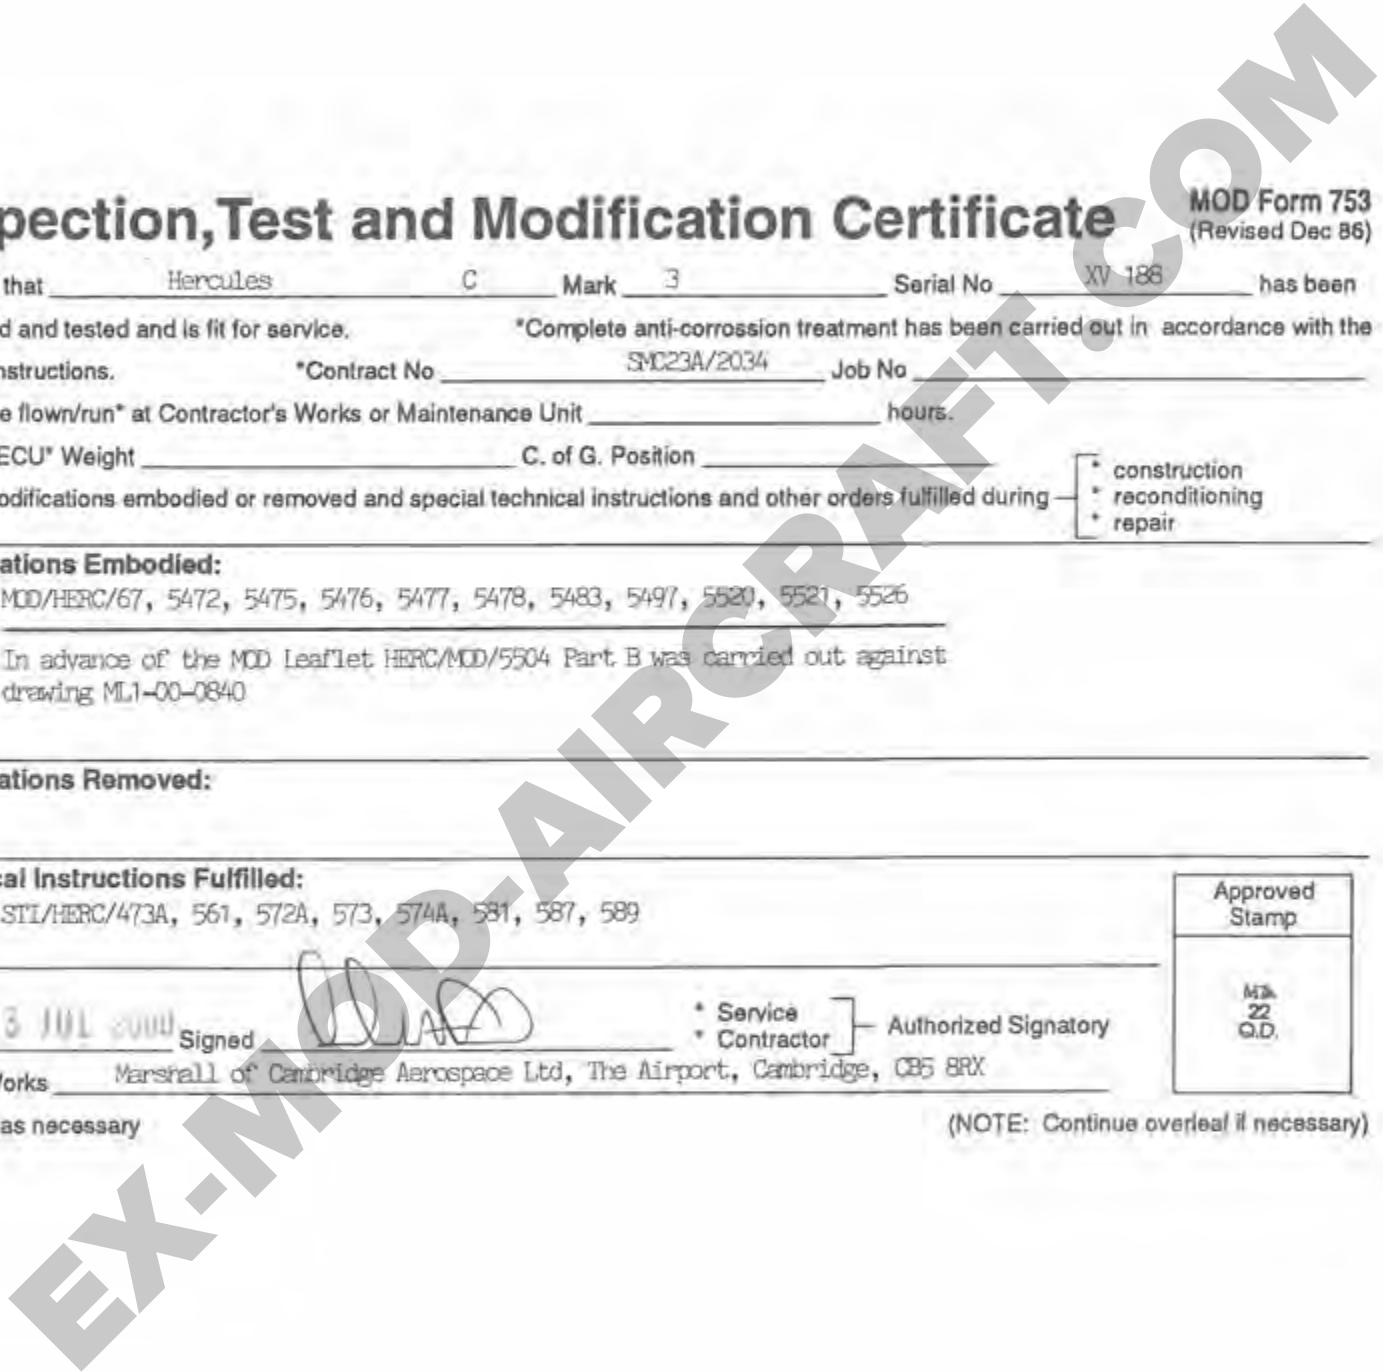 pection,Test and Modification Certificate
MOD Form 753
(Revised Dec 86)
that Hercules C Mark 3 Serial No XV 186 has been
d and tested and is fit for service. *Complete anti-corrossion treatment has been carried out in accordance with the
nstructions. *Contract No SMC23A/2034 Job No
e flown/run* at Contractor's Works or Maintenance Unit hours.
ECU* Weight C. of G. Position
odifications embodied or removed and special technical instructions and other orders fulfilled during
* construction
* reconditioning
* repair
ations Embodied:
MOD/HERC/67, 5472, 5475, 5476, 5477, 5478, 5483, 5497, 5520, 5521, 5526
In advance of the MOD Leaflet HERC/MOD/5504 Part B was carried out against
drawing ML1-00-0840
ations Removed:
cal Instructions Fulfilled:
STI/HERC/473A, 561, 572A, 573, 574A, 581, 587, 589
Approved
Stamp
22
Q.D.
3 JUL 2000 Signed
* Service
* Contractor
Authorized Signatory
Works Marshall of Cambridge Aerospace Ltd, The Airport, Cambridge, CB5 8RX
as necessary
(NOTE: Continue overleaf if necessary)
EX-MOD-AIRCRAFT.COM